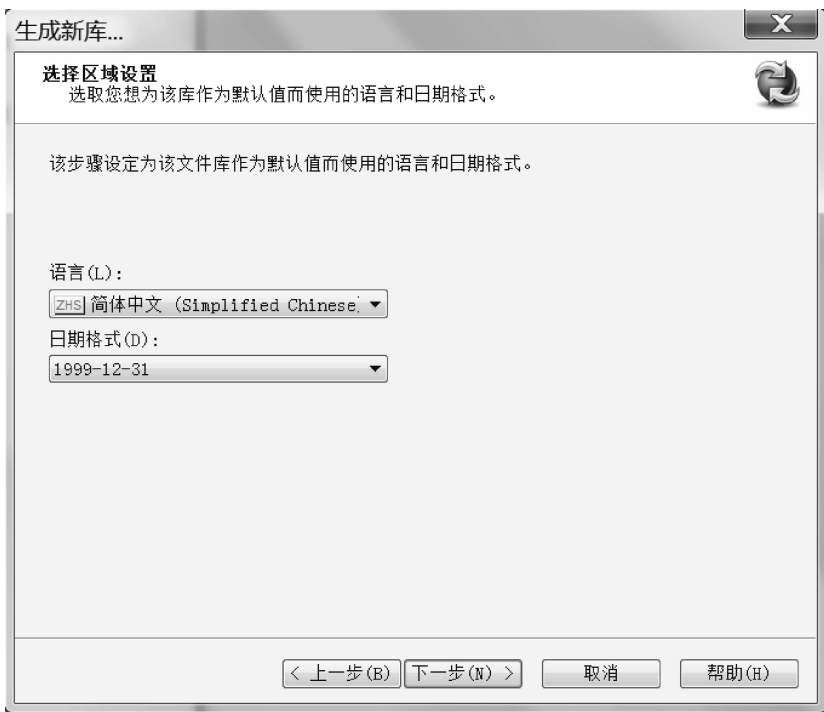 生成新库...
X
选择区域设置
选取您想为该库作为默认值而使用的语言和日期格式。
该步骤设定为该文件库作为默认值而使用的语言和日期格式。
语言(L):
ZHS 简体中文 (Simplified Chinese)
日期格式(D):
1999-12-31
< 上一步(B) 下一步(N) > 取消 帮助(H)